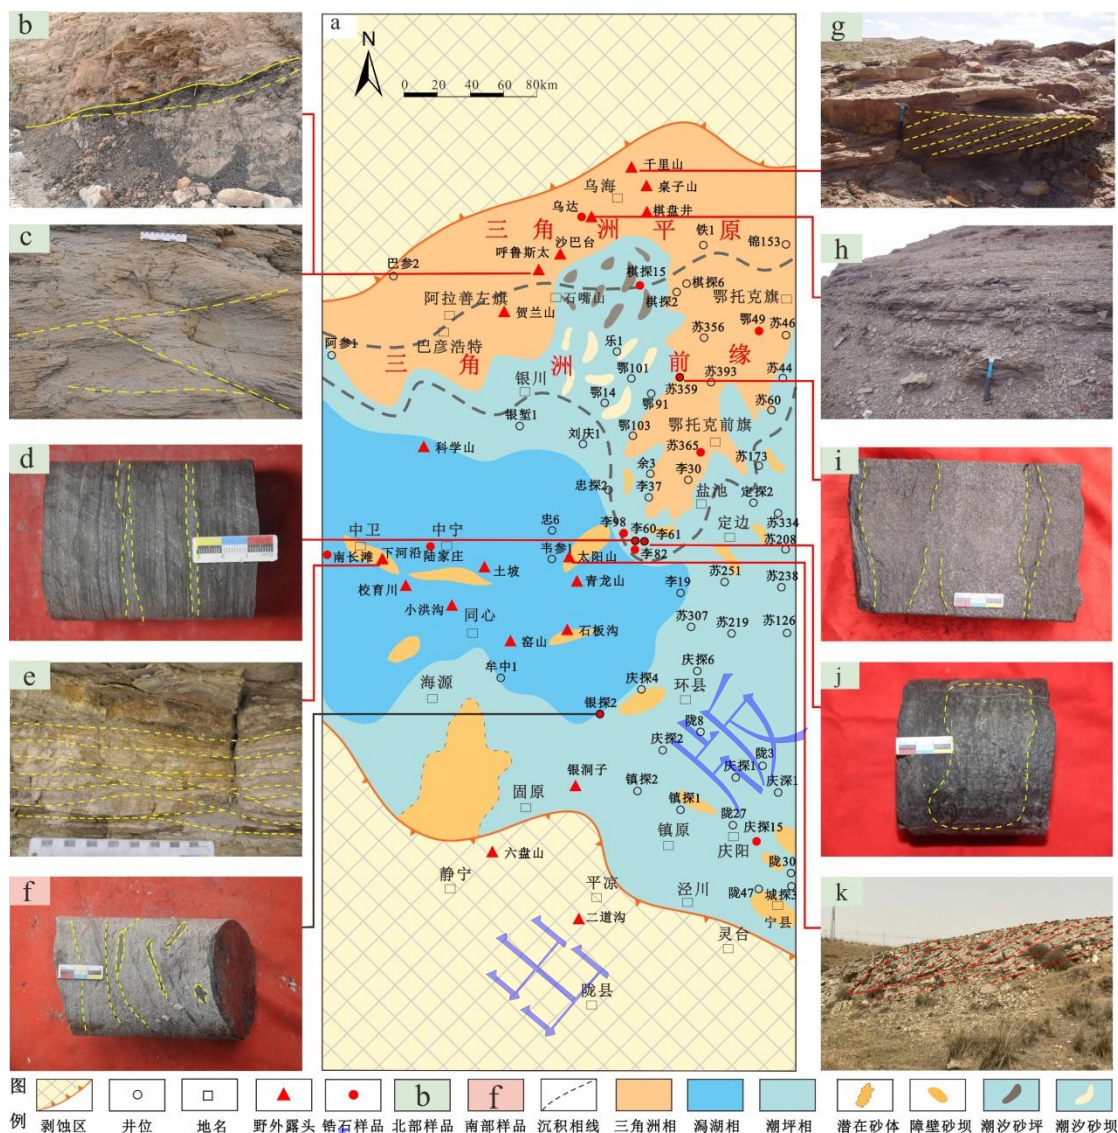 b
c
d
e
f
a
N
0 20 40 60 80km
千里山
乌海
桌子山
乌达
棋盘井
三角洲平原
沙巴台
铁1
锦153
呼鲁斯太
巴参2
棋探15
棋探6
阿拉善左旗
石嘴山
棋探2
鄂托克旗
贺兰山
鄂49
苏46
巴彦浩特
苏356
阿参1
乐1
三角洲前缘
银川
鄂101
苏359
苏393
苏44
鄂14
鄂91
苏60
银堑1
刘庆1
鄂103
鄂托克前旗
科学山
苏365
苏173
余3
李30
忠探2
李37
盐池
定探2
苏334
忠6
李98
李60
李61
定边
中卫
中宁
苏208
南长滩
下河沿
陆家庄
韦参1
太阳山
李82
土坡
青龙山
李19
苏251
苏238
校育川
小洪沟
同心
石板沟
苏307
苏219
苏126
窑山
牟中1
庆探6
海源
庆探4
环县
银探2
陇8
版
庆探2
陇3
银洞子
镇探2
庆探1
庆深1
固原
镇探1
陇27
镇原
庆探15
庆阳
六盘山
陇30
静宁
平凉
泾川
陇47
城探3
宁县
二道沟
灵台
出
陇县
g
h
i
j
k
图例
剥蚀区
井位
地名
野外露头
锆石样品
b
北部样品
f
南部样品
沉积相线
三角洲相
潟湖相
潮坪相
潜在砂体
障壁砂坝
潮汐砂坪
潮汐砂坝